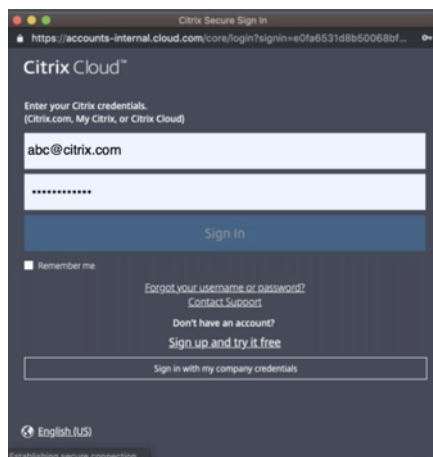 Citrix Secure Sign In
https://accounts-internal.cloud.com/core/login?signin=e0fa6531d8b50068bf...
Citrix Cloud™
Enter your Citrix credentials.
(Citrix.com, My Citrix, or Citrix Cloud)
abc@citrix.com
••••••••••••
Sign In
Remember me
Forgot your username or password?
Contact Support
Don't have an account?
Sign up and try it free
Sign in with my company credentials
English (US)
Establishing secure connection...